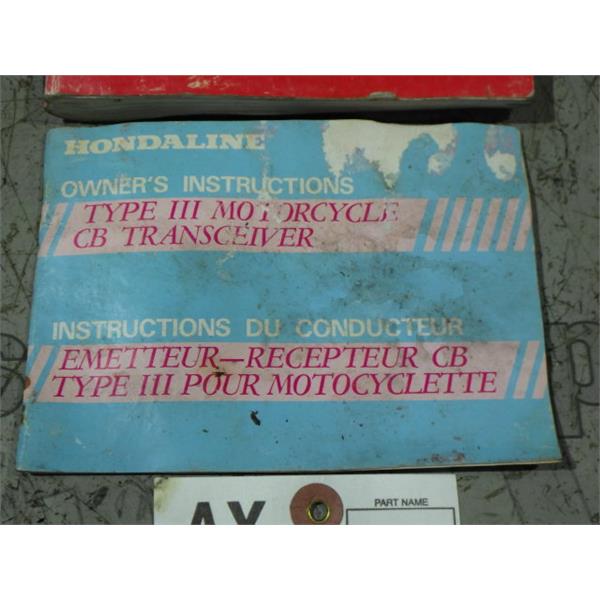 HONDALINE
OWNER'S INSTRUCTIONS
TYPE III MOTORCYCLE
CB TRANSCEIVER
INSTRUCTIONS DU CONDUCTEUR
EMETTEUR—RECEPTEUR CB
TYPE III POUR MOTOCYCLETTE
AX
PART NAME